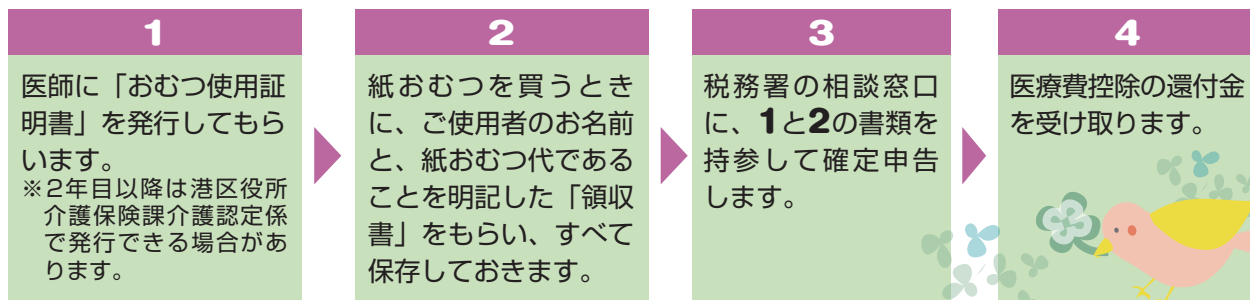 1
医師に「おむつ使用証
明書」を発行してもら
います。
※2年目以降は港区役所
介護保険課介護認定係
で発行できる場合があ
ります。
2
紙おむつを買うとき
に、ご使用者のお名前
と、紙おむつ代である
ことを明記した「領収
書」をもらい、すべて
保存しておきます。
3
税務署の相談窓口
に、1と2の書類を
持参して確定申告
します。
4
医療費控除の還付金
を受け取ります。